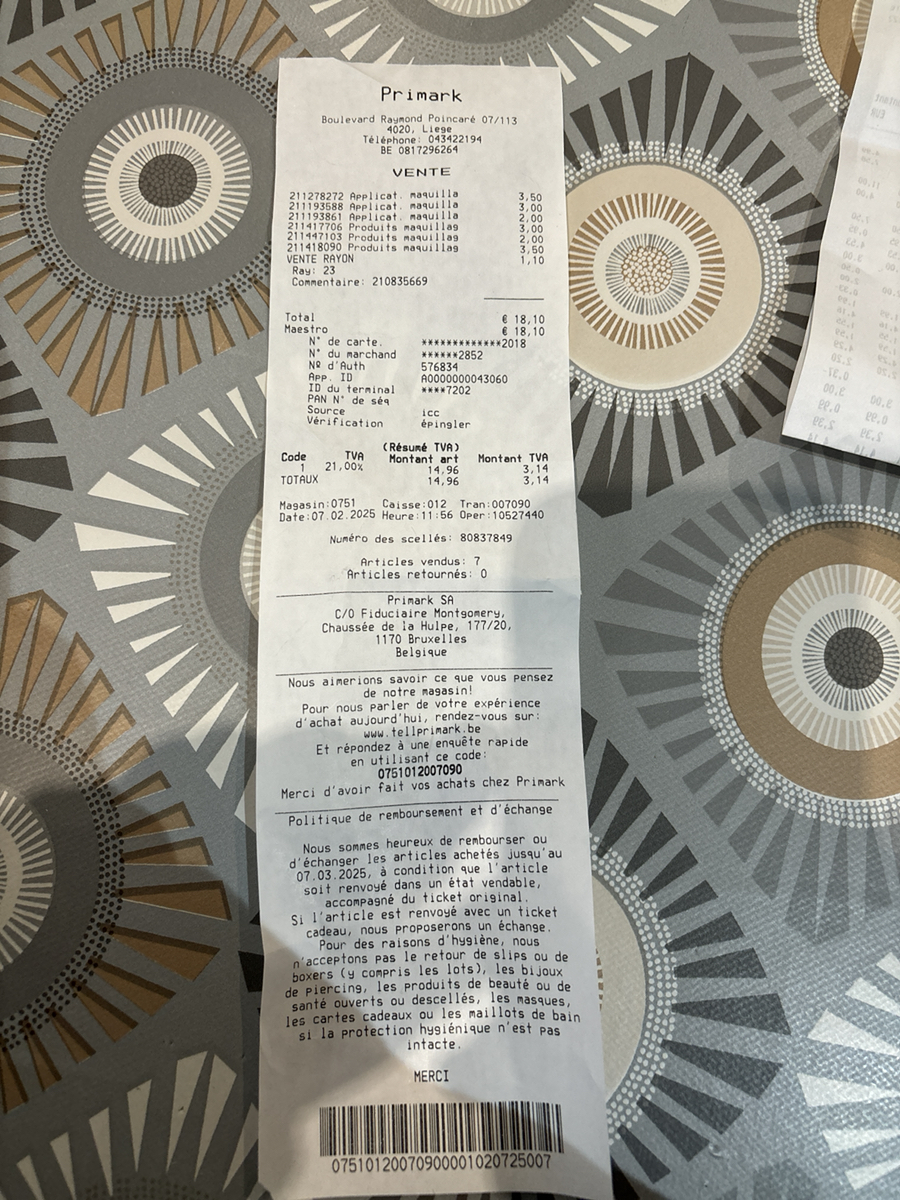 Primark
Boulevard Raymond Poincaré 07/113
4020, Liege
Téléphone: 043422194
BE 0817296264
VENTE
211278272 Applicat. maquilla 3,50
211193588 Applicat. maquilla 3,00
211193861 Applicat. maquilla 2,00
211417706 Produits maquillag 3,00
211447103 Produits maquillag 2,00
211418090 Produits maquillag 3,50
VENTE RAYON 1,10
Ray: 23
Commentaire: 210835669
Total € 18,10
Maestro € 18,10
N° de carte. *************2018
N° du marchand ******2852
Nº d'Auth 576834
App. ID A0000000043060
ID du terminal ****7202
PAN N° de séq
Source icc
Vérification épingler
(Résumé TVA)
Code TVA Montant art Montant TVA
1 21,00% 14,96 3,14
TOTAUX 14,96 3,14
Magasin:0751 Caisse:012 Tran:007090
Date:07.02.2025 Heure:11:56 Oper:10527440
Numéro des scellés: 80837849
Articles vendus: 7
Articles retournés: 0
Primark SA
C/O Fiduciaire Montgomery,
Chaussée de la Hulpe, 177/20,
1170 Bruxelles
Belgique
Nous aimerions savoir ce que vous pensez
de notre magasin!
Pour nous parler de votre expérience
d'achat aujourd'hui, rendez-vous sur:
www.tellprimark.be
Et répondez à une enquête rapide
en utilisant ce code:
0751012007090
Merci d'avoir fait vos achats chez Primark
Politique de remboursement et d'échange
Nous sommes heureux de rembourser ou
d'échanger les articles achetés jusqu'au
07.03.2025, à condition que l'article
soit renvoyé dans un état vendable,
accompagné du ticket original.
Si l'article est renvoyé avec un ticket
cadeau, nous proposerons un échange.
Pour des raisons d'hygiène, nous
n'acceptons pas le retour de slips ou de
boxers (y compris les lots), les bijoux
de piercing, les produits de beauté ou de
santé ouverts ou descellés, les masques,
les cartes cadeaux ou les maillots de bain
si la protection hygiénique n'est pas
intacte.
MERCI
07510120070900001020725007